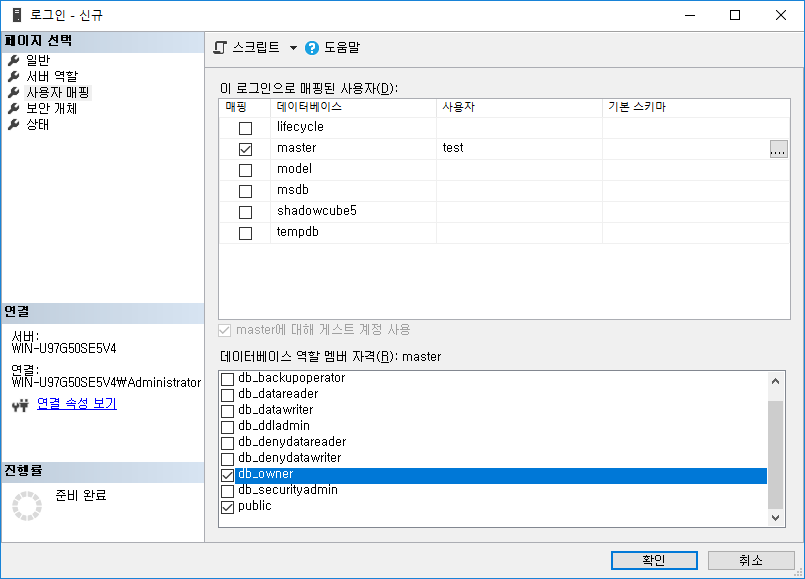 로그인 - 신규
페이지 선택
일반
서버 역할
사용자 매핑
보안 개체
상태
연결
서버:
WIN-U97G50SE5V4
연결:
WIN-U97G50SE5V4₩Administrator
연결 속성 보기
진행률
준비 완료
스크립트 도움말
이 로그인으로 매핑된 사용자(D):
매핑 데이터베이스 사용자 기본 스키마
lifecycle
master test ....
model
msdb
shadowcube5
tempdb
master에 대해 게스트 계정 사용
데이터베이스 역할 멤버 자격(R): master
db_backupoperator
db_datareader
db_datawriter
db_ddladmin
db_denydatareader
db_denydatawriter
db_owner
db_securityadmin
public
확인 취소